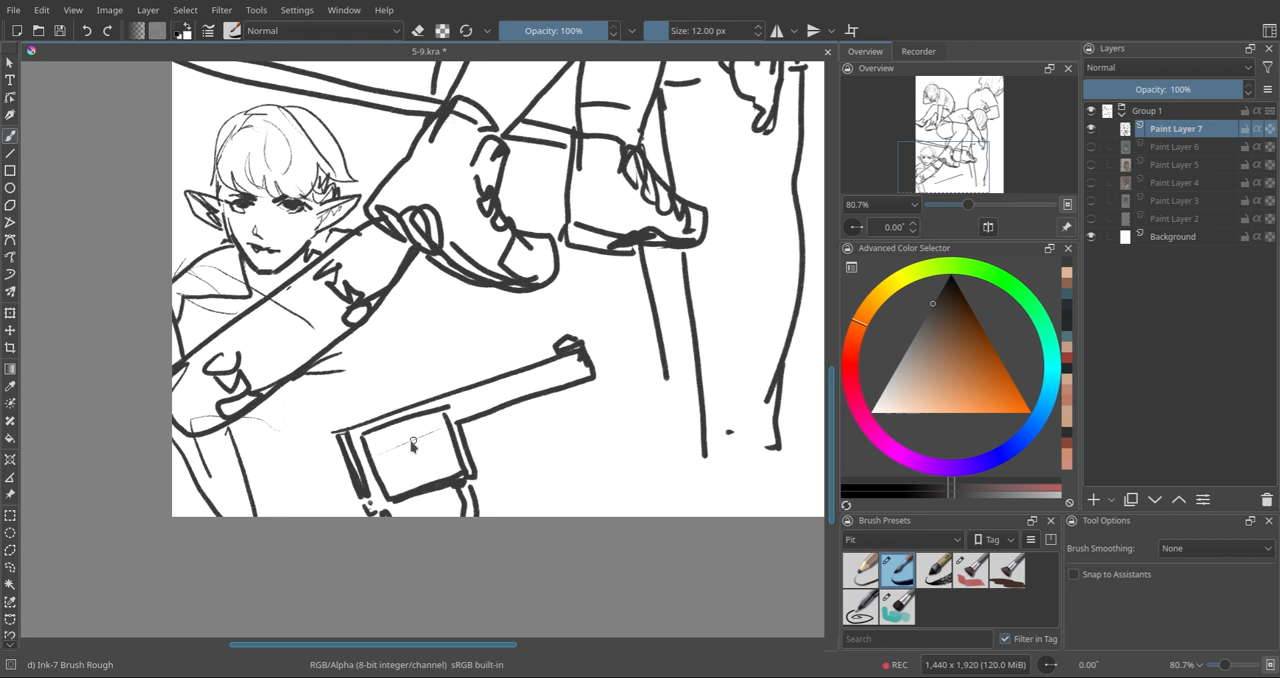 File Edit View Image Layer Select Filter Tools Settings Window Help
Normal Opacity: 100% Size: 12.00 px
5-9.kra *
Overview Recorder
Overview
80.7%
0.00°
Advanced Color Selector
Brush Presets
Pit Tag
Search Filter in Tag
Layers
Normal
Opacity: 100%
Group 1
Paint Layer 7
Paint Layer 6
Paint Layer 5
Paint Layer 4
Paint Layer 3
Paint Layer 2
Background
Tool Options
Brush Smoothing: None
Snap to Assistants
d) Ink-7 Brush Rough RGB/Alpha (8-bit integer/channel) sRGB built-in REC 1,440 x 1,920 (120.0 MiB) 0.00° 80.7%